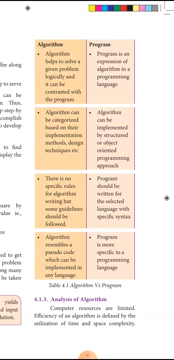 Algorithm
• Algorithm
helps to solve a
given problem
logically and
it can be
contrasted with
the program
• Algorithm
can be
categorized
based on their
implementation
methods, design
techniques etc
• There is no
specific rules
for algorithm
writing but
some guidelines
should be
followed.
• Algorithm
resembles a
pseudo code
which can be
implemented in
any language
Program
• Program is an
expression of
algorithm in a
programming
language
• Algorithm
can be
implemented
by structured
or object
oriented
programming
approach
• Program
should be
written for
the selected
language with
specific syntax
• Program
is more
specific to a
programming
language
Table 4.1 Algorithm Vs Program
4.1.3. Analysis of Algorithm
Computer resources are limited.
Efficiency of an algorithm is defined by the
utilization of time and space complexity.
fee along
p to serve
can be
n. Thus,
step-by
complish
o develop
to find
isplay the
uare by
value ie.,
ed to get
problem
ong many
be taken
yields
d input
lution.